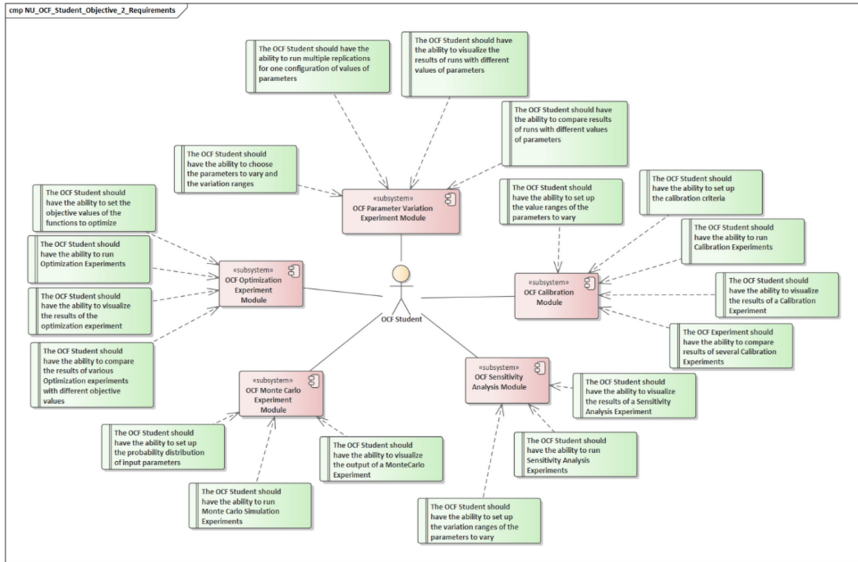 cmp NU_OCF_Student_Objective_2_Requirements
The OCF Student should have the
ability to run multiple replications
for one configuration of values of
parameters
The OCF Student should have the
ability to visualize the
results of runs with different
values of parameters
The OCF Student should have
the ability to compare results
of runs with different values
of parameters
The OCF Student should
have the ability to choose
the parameters to vary and
the variation ranges
«subsystem»
OCF Parameter Variation
Experiment Module
The OCF Student should
have the ability to set up
the value ranges of the
parameters to vary
The OCF Student should
have the ability to set up
the calibration criteria
The OCF Student should
have the ability to run
Calibration Experiments
The OCF Student should
have the ability to visualize
the results of a Calibration
Experiment
The OCF Experiment should
have the ability to compare
results of several Calibration
Experiments
«subsystem»
OCF Calibration
Module
The OCF Student should
have the ability to set the
objective values of the
functions to optimize
The OCF Student should
have the ability to run
Optimization Experiments
The OCF Student should
have the ability to visualize
the results of the
optimization experiment
The OCF Student should
have the ability to compare
the results of various
Optimization experiments
with different objective
values
«subsystem»
OCF Optimization
Experiment
Module
OCF Student
«subsystem»
OCF Monte Carlo
Experiment
Module
«subsystem»
OCF Sensitivity
Analysis Module
The OCF Student should
have the ability to set up
the probability distribution
of input parameters
The OCF Student should
have the ability to run
Monte Carlo Simulation
Experiments
The OCF Student should
have the ability to visualize
the output of a MonteCarlo
Experiment
The OCF Student should
have the ability to visualize
the results of a Sensitivity
Analysis Experiment
The OCF Student should
have the ability to run
Sensitivity Analysis
Experiments
The OCF Student should
have the ability to set up
the variation ranges of the
parameters to vary